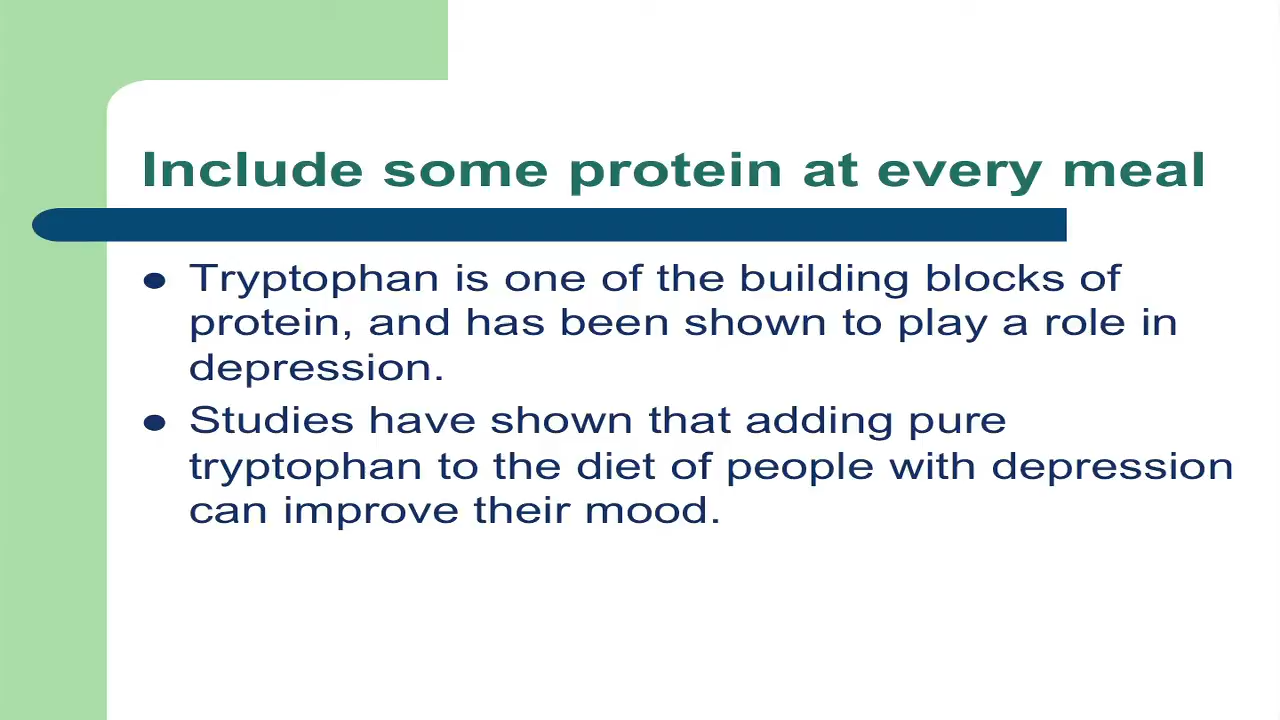 Include some protein at every meal
● Tryptophan is one of the building blocks of
protein, and has been shown to play a role in
depression.
● Studies have shown that adding pure
tryptophan to the diet of people with depression
can improve their mood.